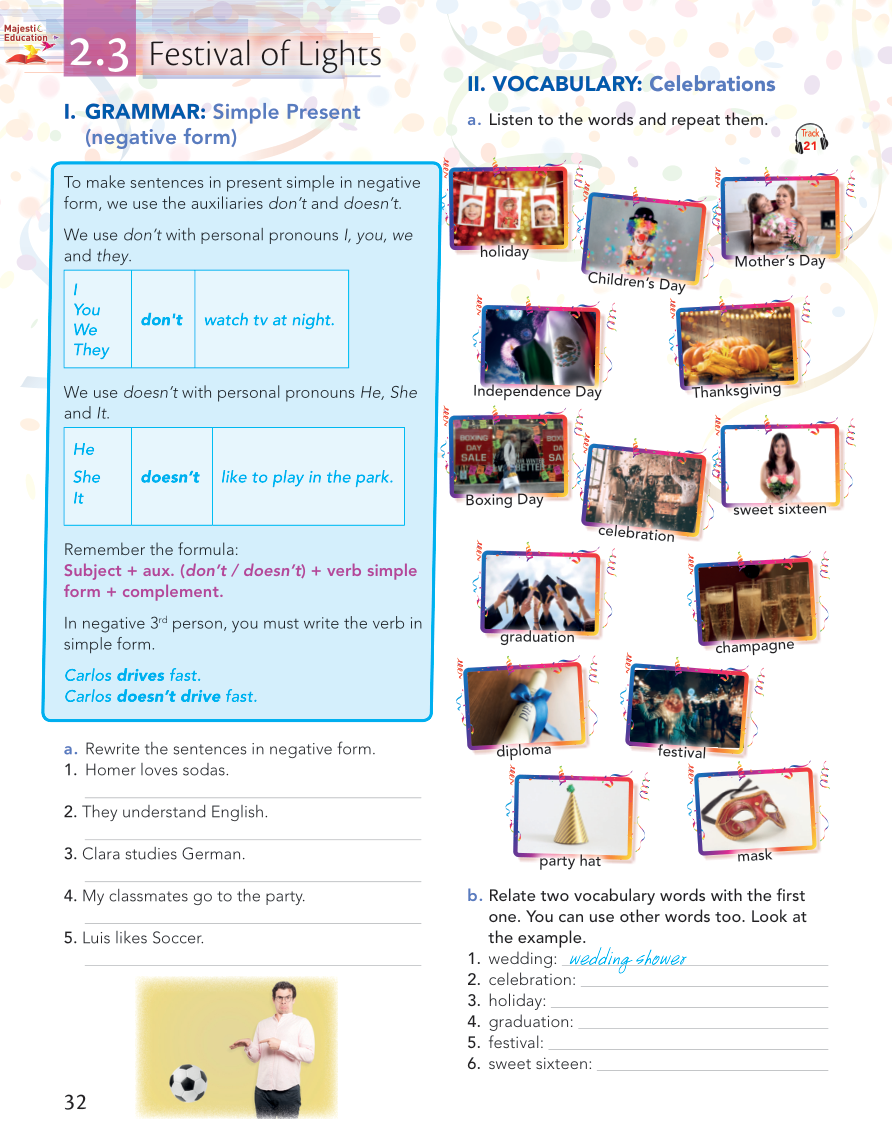 Majestic
Education
2.3 Festival of Lights
I. GRAMMAR: Simple Present
(negative form)
To make sentences in present simple in negative
form, we use the auxiliaries don't and doesn't.
We use don't with personal pronouns I, you, we
and they.
I
You
We
They
don't
watch tv at night.
We use doesn't with personal pronouns He, She
and It.
He
She
It
doesn't
like to play in the park.
Remember the formula:
Subject + aux. (don't / doesn't) + verb simple
form + complement.
In negative 3rd person, you must write the verb in
simple form.
Carlos drives fast.
Carlos doesn't drive fast.
a. Rewrite the sentences in negative form.
1. Homer loves sodas.
2. They understand English.
3. Clara studies German.
4. My classmates go to the party.
5. Luis likes Soccer.
32
II. VOCABULARY: Celebrations
a. Listen to the words and repeat them.
Track
21
holiday
Children's Day
Mother's Day
Independence Day
Thanksgiving
BOXING
DAY
SALE
BOXING
DAY
Boxing Day
celebration
sweet sixteen
graduation
champagne
diploma
festival
party hat
mask
b. Relate two vocabulary words with the first
one. You can use other words too. Look at
the example.
1. wedding: wedding shower
2. celebration:
3. holiday:
4. graduation:
5. festival:
6. sweet sixteen: